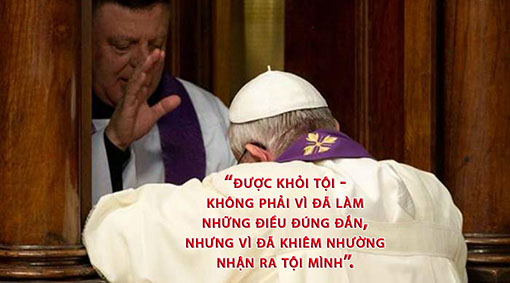 “ĐƯỢC KHỎI TỘI -
KHÔNG PHẢI VÌ ĐÃ LÀM
NHỮNG ĐIỀU ĐÚNG ĐẮN,
NHƯNG VÌ ĐÃ KHIÊM NHƯỜNG
NHẬN RA TỘI MÌNH”.